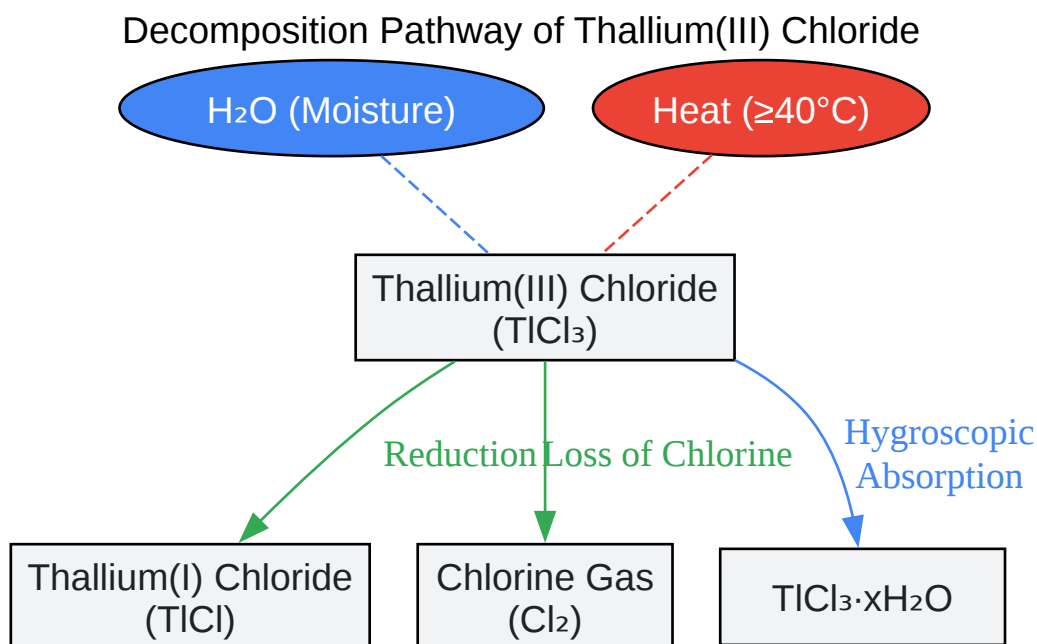 Decomposition Pathway of Thallium(III) Chloride
H₂O (Moisture)
Heat (≥40°C)
Thallium(III) Chloride
(TlCl₃)
Reduction
Loss of Chlorine
Hygroscopic
Absorption
Thallium(I) Chloride
(TlCl)
Chlorine Gas
(Cl₂)
TlCl₃·xH₂O